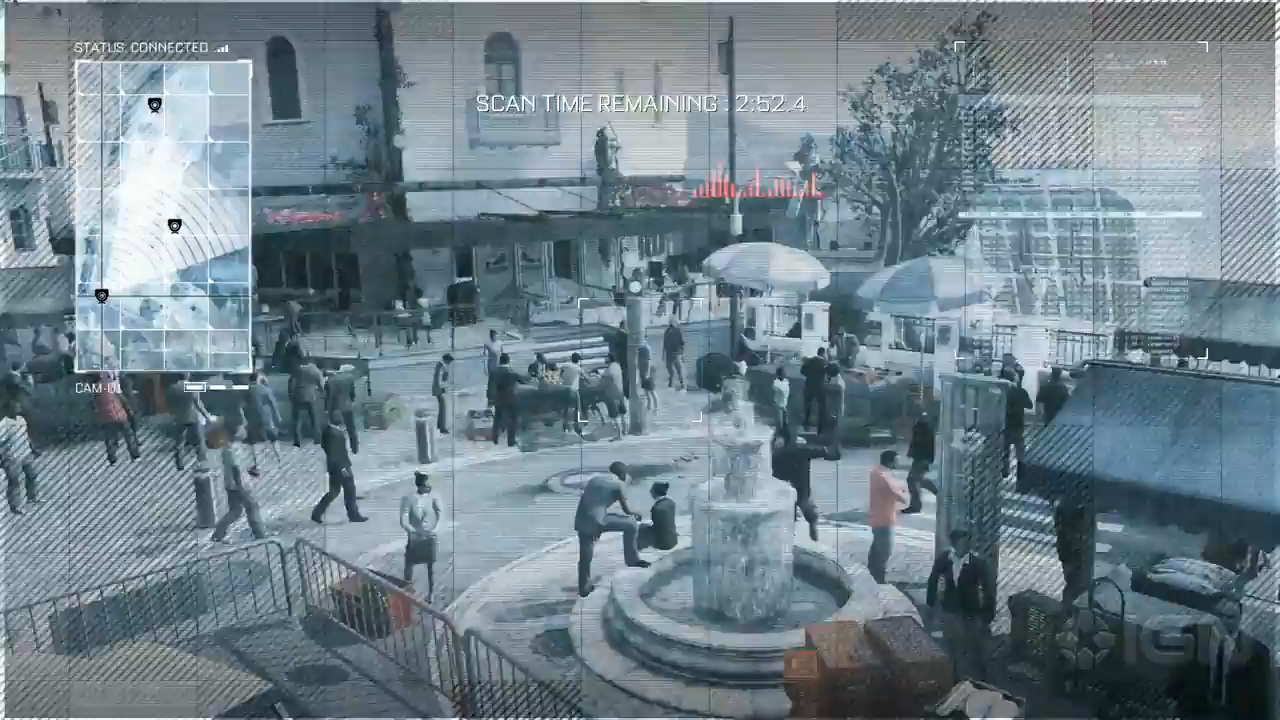 STATUS: CONNECTED
SCAN TIME REMAINING : 2:52.4
CAM-01
IGN